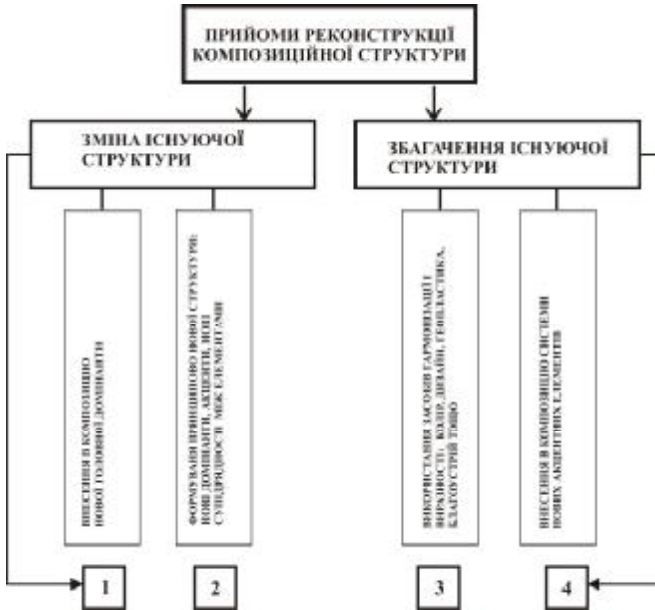 ПРИЙОМИ РЕКОНСТРУКЦІЇ
КОМПОЗИЦІЙНОЇ СТРУКТУРИ
ЗМІНА ІСНУЮЧОЇ
СТРУКТУРИ
ЗБАГАЧЕННЯ ІСНУЮЧОЇ
СТРУКТУРИ
ВНЕСЕННЯ В КОМПОЗИЦІЮ
НОВОЇ ГОЛОВНОЇ ДОМІНАНТИ
ФОРМУВАННЯ ПРИНЦИПОВО НОВОЇ СТРУКТУРИ:
НОВІ ДОМІНАНТИ, АКЦЕНТИ, НОВІ
СУПІДРЯДНОСТІ МІЖ ЕЛЕМЕНТАМИ
ВИКОРИСТАННЯ ЗАСОБІВ ГАРМОНІЗАЦІЇ І
ВИРАЗНОСТІ: КОЛІР, ДИЗАЙН, ГЕОПЛАСТИКА,
БЛАГОУСТРІЙ ТОЩО
ВНЕСЕННЯ В КОМПОЗИЦІЮ СИСТЕМИ
НОВИХ АКЦЕНТНИХ ЕЛЕМЕНТІВ
1
2
3
4